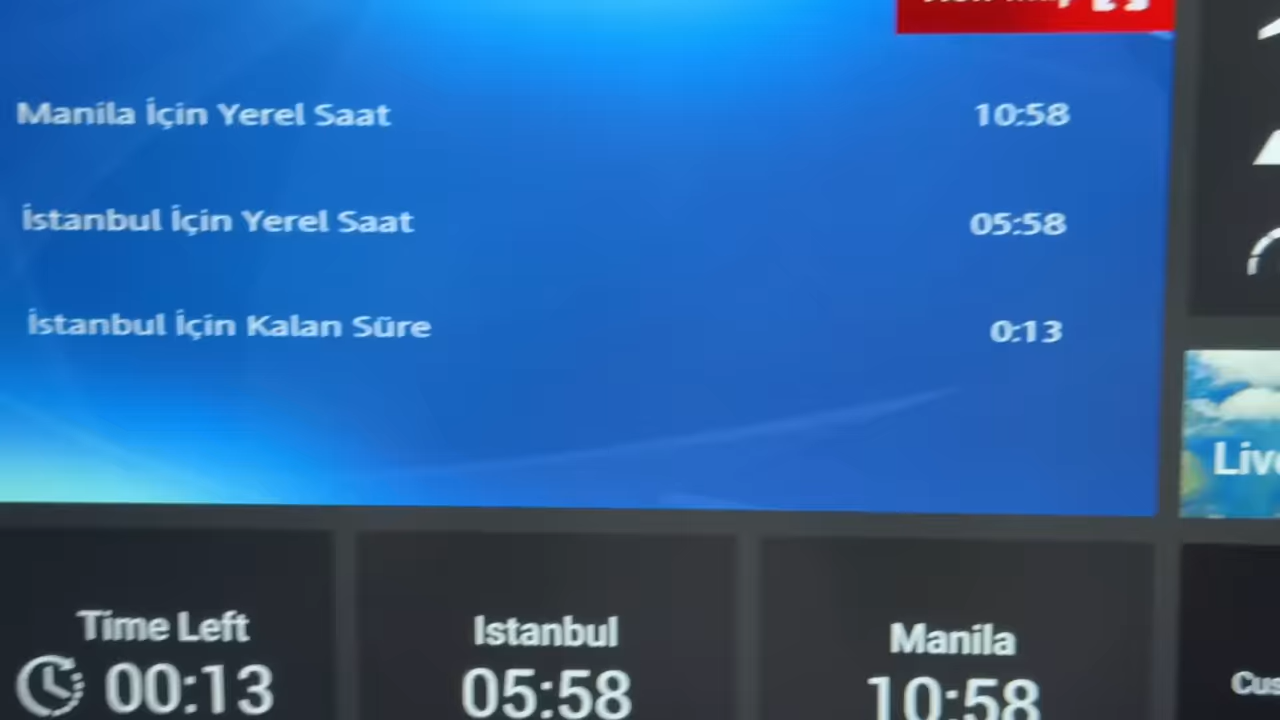 Manila İçin Yerel Saat 10:58
İstanbul İçin Yerel Saat 05:58
İstanbul İçin Kalan Süre 0:13
Time Left
00:13
Istanbul
05:58
Manila
10:58